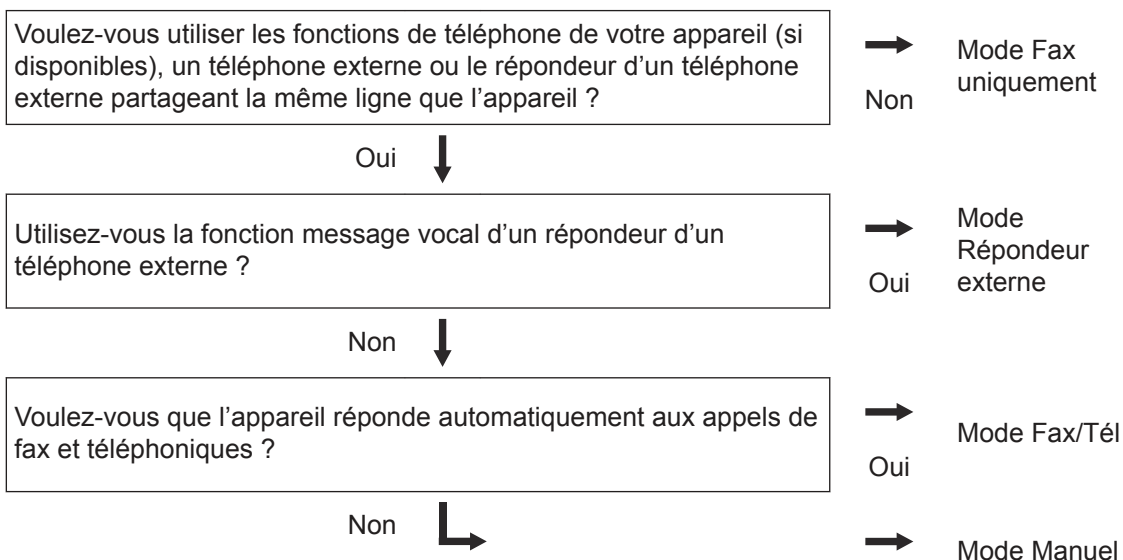 Voulez-vous utiliser les fonctions de téléphone de votre appareil (si
disponibles), un téléphone externe ou le répondeur d'un téléphone
externe partageant la même ligne que l'appareil ?
Non
Mode Fax
uniquement
Oui
Utilisez-vous la fonction message vocal d'un répondeur d'un
téléphone externe ?
Oui
Mode
Répondeur
externe
Non
Voulez-vous que l'appareil réponde automatiquement aux appels de
fax et téléphoniques ?
Oui
Mode Fax/Tél
Non
Mode Manuel